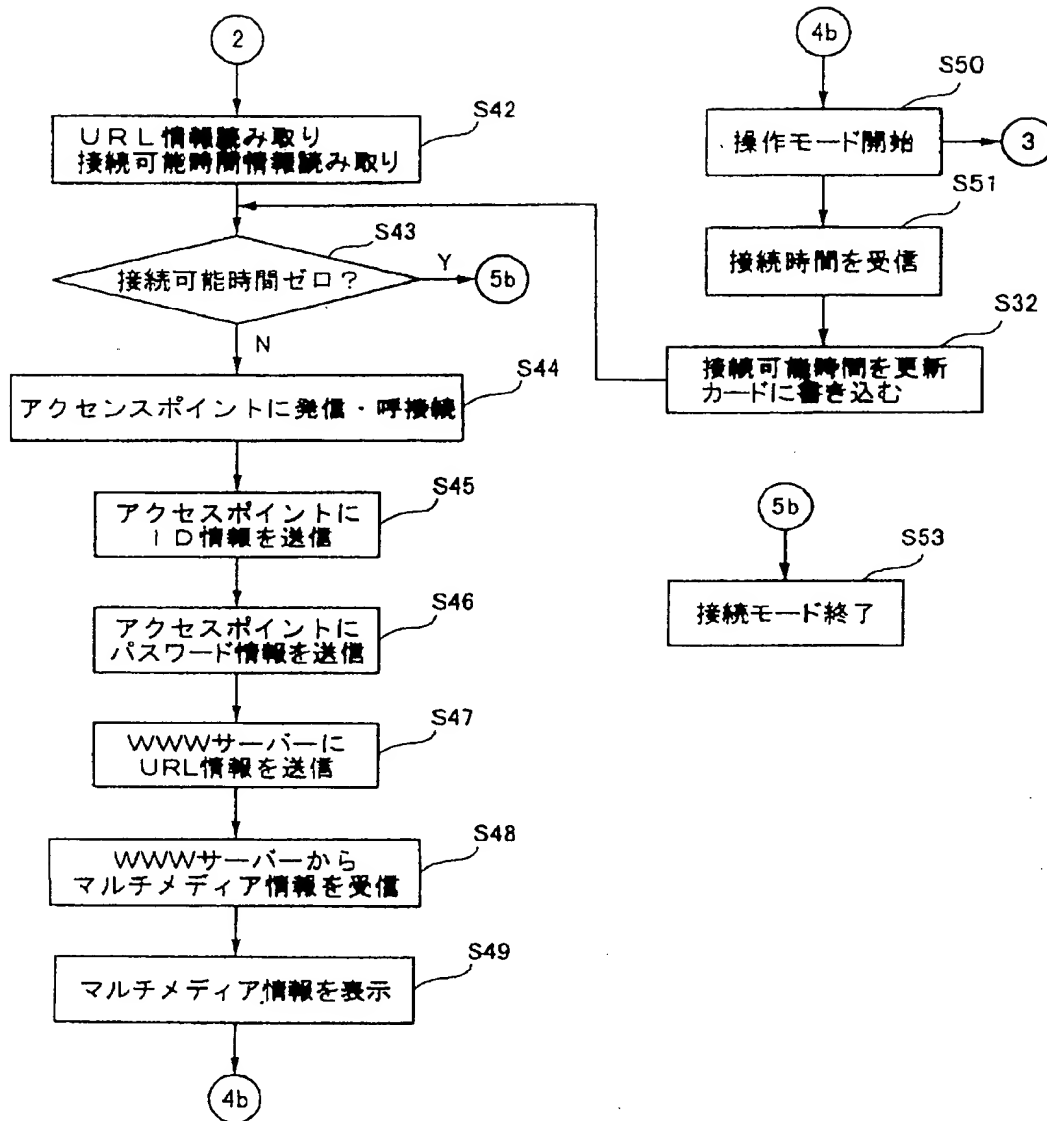 2
S42
URL情報読み取り
接続可能時間情報読み取り
S43
接続可能時間ゼロ?
Y
5b
N
S44
アクセンスポイントに発信・呼接続
S45
アクセスポイントに
ID情報を送信
S46
アクセスポイントに
パスワード情報を送信
S47
WWWサーバーに
URL情報を送信
S48
WWWサーバーから
マルチメディア情報を受信
S49
マルチメディア情報を表示
4b
4b
S50
操作モード開始
3
S51
接続時間を受信
S32
接続可能時間を更新
カードに書き込む
5b
S53
接続モード終了